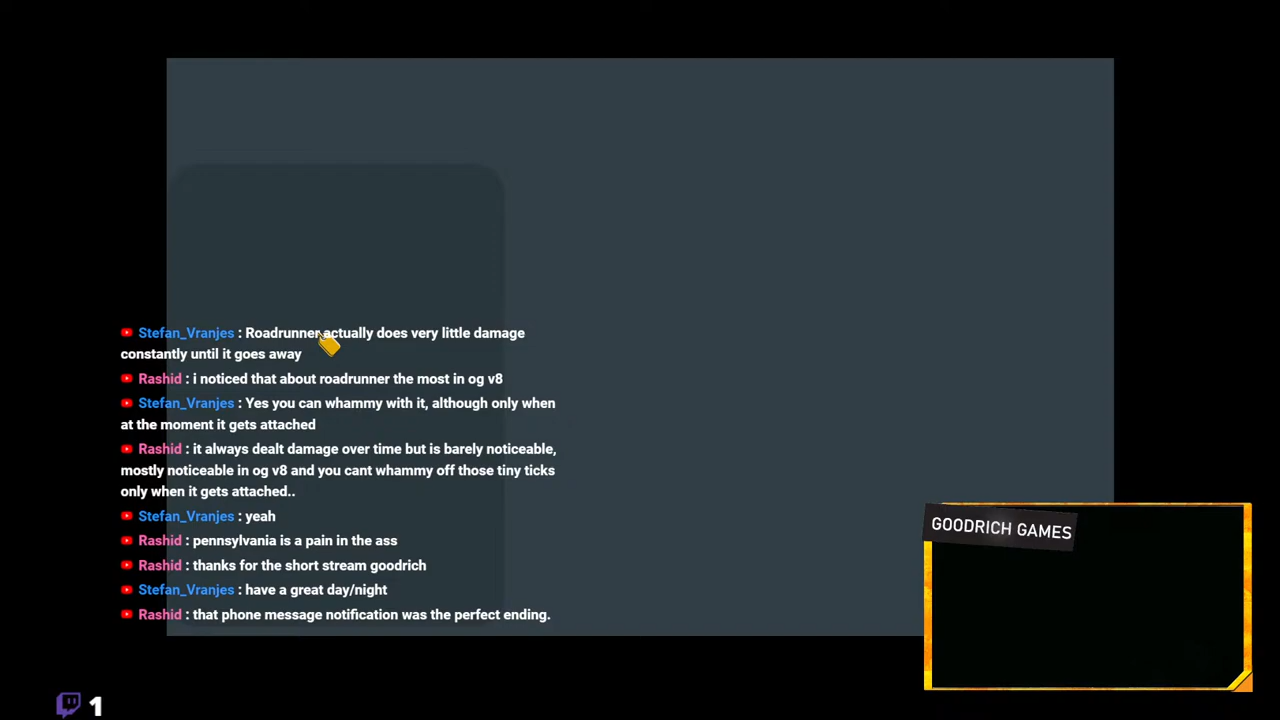 Stefan_Vranjes : Roadrunner actually does very little damage
constantly until it goes away
Rashid : i noticed that about roadrunner the most in og v8
Stefan_Vranjes : Yes you can whammy with it, although only when
at the moment it gets attached
Rashid : it always dealt damage over time but is barely noticeable,
mostly noticeable in og v8 and you cant whammy off those tiny ticks
only when it gets attached..
Stefan_Vranjes : yeah
GOODRICH GAMES
Rashid : pennsylvania is a pain in the ass
Rashid : thanks for the short stream goodrich
Stefan_Vranjes : have a great day/night
Rashid : that phone message notification was the perfect ending.
1